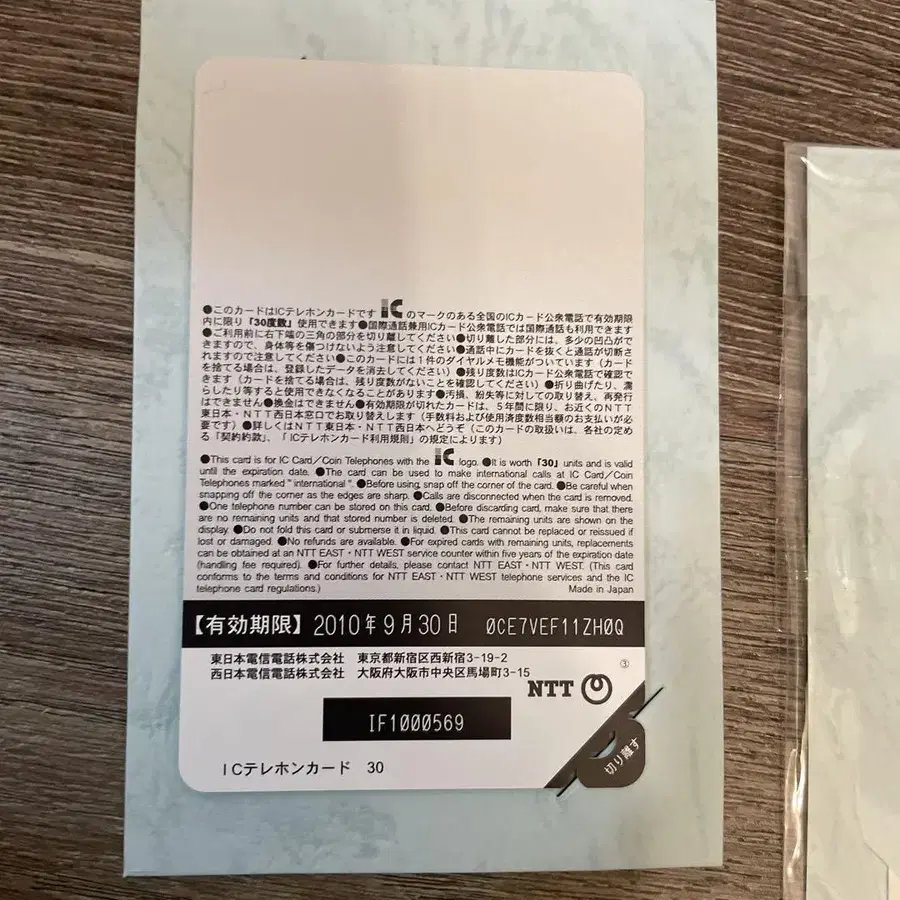 ●このカードはICテレホンカードです IC のマークのある全国のICカード公衆電話で有効期限
内に限り「30度数」使用できます●国際通話兼用ICカード公衆電話では国際通話も利用できます
●ご利用前に右下端の三角の部分を切り離してください●切り離した部分には、多少の凹凸がで
きますので、身体等を傷つけないよう注意してください●通話中にカードを抜くと通話が切断さ
れますので注意してください●このカードには1件のダイヤルメモ機能がついています(カード
を捨てる場合は、登録したデータを消去してください)●残り度数はICカード公衆電話で確認で
きます(カードを捨てる場合は、残り度数がないことを確認してください)●折り曲げたり、濡
らしたり等すると使用できなくなることがあります●汚損、紛失等に対しての取り替え、再発行
はできません●換金はできません●有効期限が切れたカードは、5年間に限り、お近くのNTT
東日本・NTT西日本窓口でお取り替えします(手数料および使用済度数相当額のお支払いが必
要です)●詳しくはNTT東日本・NTT西日本へどうぞ(このカードの取扱いは、各社の定め
る「契約約款」、「ICテレホンカード利用規則」の規定によります)
●This card is for IC Card/Coin Telephones with the IC logo. ●It is worth「30」units and is valid
until the expiration date. ●The card can be used to make international calls at IC Card/Coin
Telephones marked " international ". ●Before using, snap off the corner of the card. ●Be careful when
snapping off the corner as the edges are sharp. ●Calls are disconnected when the card is removed.
●One telephone number can be stored on this card. ●Before discarding card, make sure that there
are no remaining units and that stored number is deleted. ●The remaining units are shown on the
display. ●Do not fold this card or submerse it in liquid. ●This card cannot be replaced or reissued if
lost or damaged. ●No refunds are available. ●For expired cards with remaining units, replacements
can be obtained at an NTT EAST・NTT WEST service counter within five years of the expiration date
(handling fee required). ●For further details, please contact NTT EAST・NTT WEST. (This card
conforms to the terms and conditions for NTT EAST・NTT WEST telephone services and the IC
telephone card regulations.) Made in Japan
【有効期限】2010年9月30日 0CE7VEF11ZH0Q
東日本電信電話株式会社 東京都新宿区西新宿3-19-2
西日本電信電話株式会社 大阪府大阪市中央区馬場町3-15
③
NTT
IF1000569
切り離す
ICテレホンカード 30